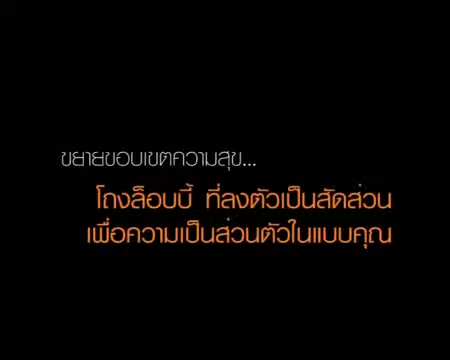 ขยายขอบเขตความสุข...
โถงล็อบบี้ ที่ลงตัวเป็นสัดส่วน
เพื่อความเป็นส่วนตัวในแบบคุณ